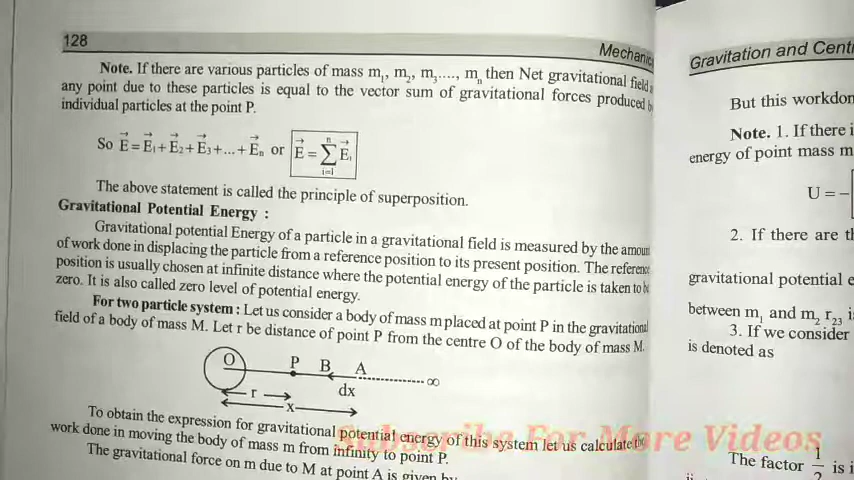 128
Mechanic
Note. If there are various particles of mass m₁, m₂, m₃...., mₙ then Net gravitational field a
any point due to these particles is equal to the vector sum of gravitational forces produced b
individual particles at the point P.
So E⃗ = E⃗₁ + E⃗₂ + E⃗₃ + ... + E⃗ₙ or E⃗ = ∑ⁿᵢ₌₁ E⃗ᵢ
The above statement is called the principle of superposition.
Gravitational Potential Energy :
Gravitational potential Energy of a particle in a gravitational field is measured by the amoun
of work done in displacing the particle from a reference position to its present position. The reference
position is usually chosen at infinite distance where the potential energy of the particle is taken to be
zero. It is also called zero level of potential energy.
For two particle system : Let us consider a body of mass m placed at point P in the gravitational
field of a body of mass M. Let r be distance of point P from the centre O of the body of mass M.
O P B A ∞
r dx
x
To obtain the expression for gravitational potential energy of this system let us calculate the
work done in moving the body of mass m from infinity to point P.
The gravitational force on m due to M at point A is given by
Gravitation and Cent
But this workdon
Note. 1. If there i
energy of point mass m
U = −
2. If there are th
gravitational potential e
between m₁ and m₂ r₂₃ i
3. If we consider
is denoted as
The factor 1/2 is i
Subscribe For More Videos